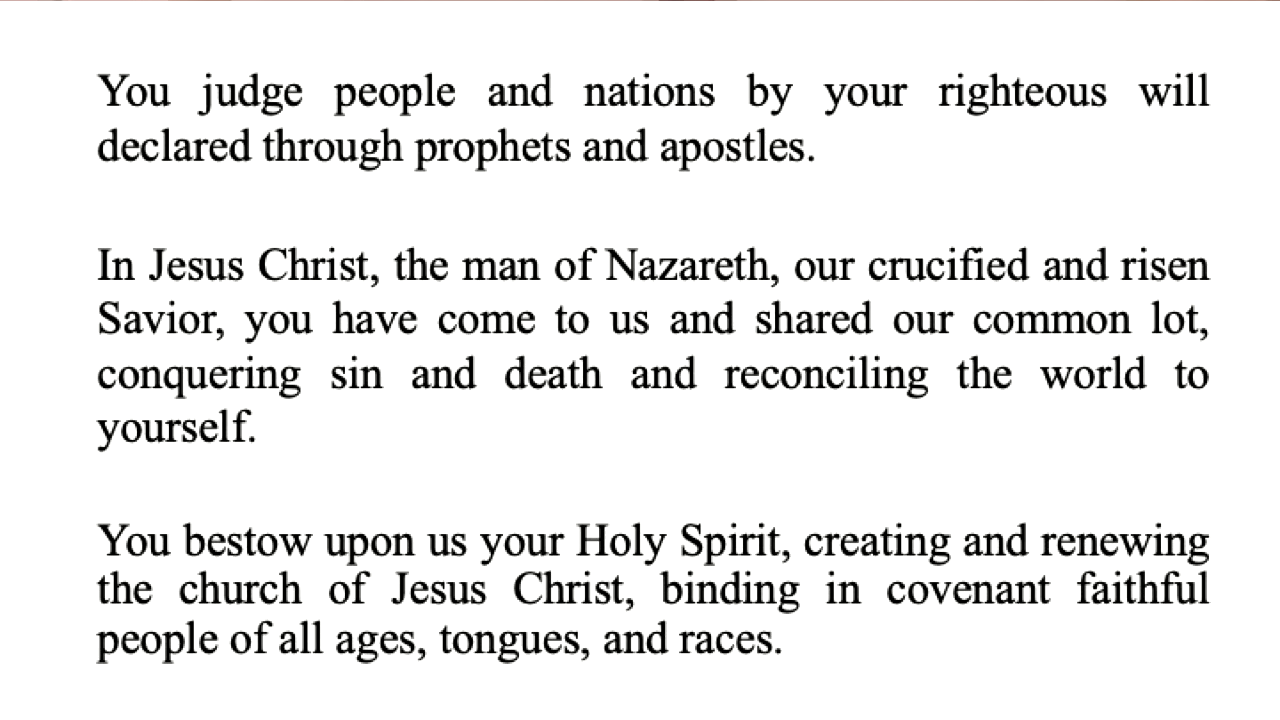 You judge people and nations by your righteous will
declared through prophets and apostles.
In Jesus Christ, the man of Nazareth, our crucified and risen
Savior, you have come to us and shared our common lot,
conquering sin and death and reconciling the world to
yourself.
You bestow upon us your Holy Spirit, creating and renewing
the church of Jesus Christ, binding in covenant faithful
people of all ages, tongues, and races.